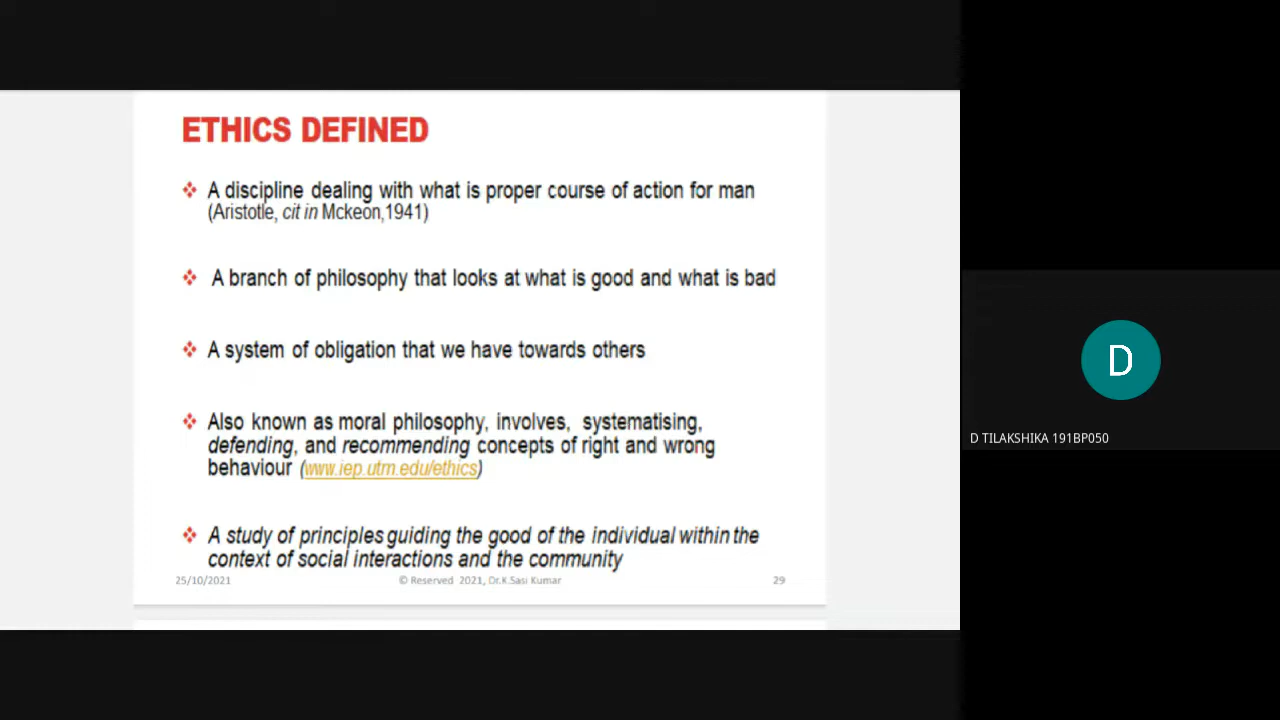 ETHICS DEFINED
❖ A discipline dealing with what is proper course of action for man
(Aristotle, cit in Mckeon,1941)
❖ A branch of philosophy that looks at what is good and what is bad
❖ A system of obligation that we have towards others
❖ Also known as moral philosophy, involves, systematising,
defending, and recommending concepts of right and wrong
behaviour (www.iep.utm.edu/ethics)
❖ A study of principles guiding the good of the individual within the
context of social interactions and the community
25/10/2021 © Reserved 2021, Dr.K.Sasi Kumar 29
D
D TILAKSHIKA 191BP050